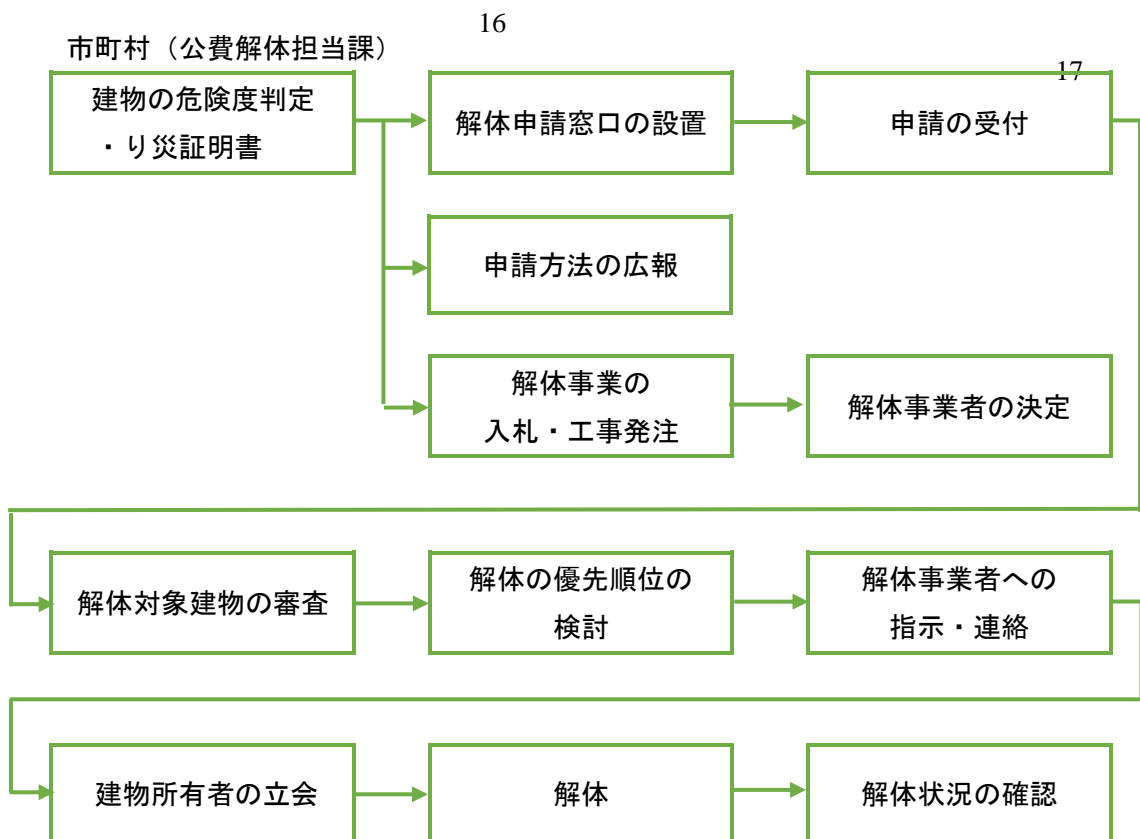 16
市町村（公費解体担当課）
17
建物の危険度判定
・り災証明書
解体申請窓口の設置
申請の受付
申請方法の広報
解体事業の
入札・工事発注
解体事業者の決定
解体対象建物の審査
解体の優先順位の
検討
解体事業者への
指示・連絡
建物所有者の立会
解体
解体状況の確認